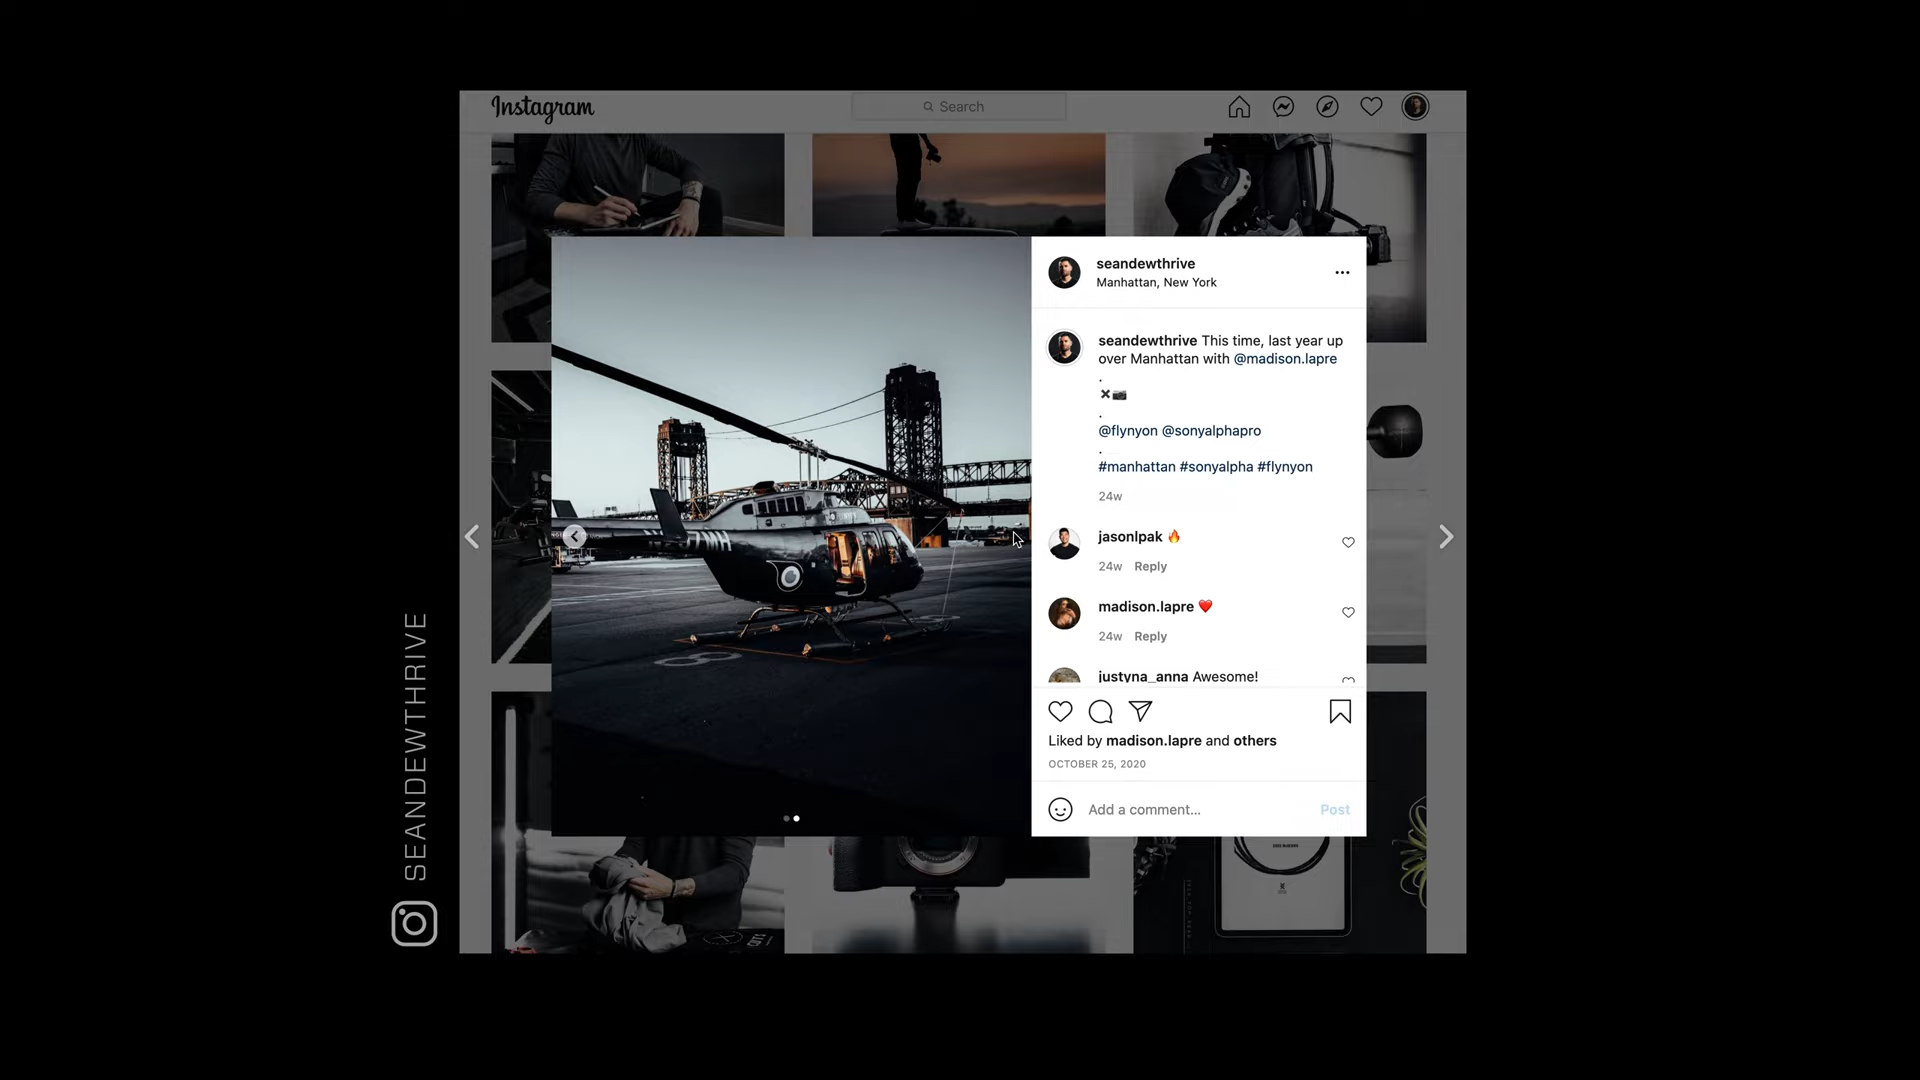 Instagram
Search
seandewthrive
Manhattan, New York
seandewthrive This time, last year up
over Manhattan with @madison.lapre
.
.
@flynyon @sonyalphapro
.
#manhattan #sonyalpha #flynyon
24w
jasonlpak 🔥
24w Reply
madison.lapre ❤️
24w Reply
justyna_anna Awesome!
Liked by madison.lapre and others
OCTOBER 25, 2020
Add a comment...
Post
SEANDEWTHRIVE